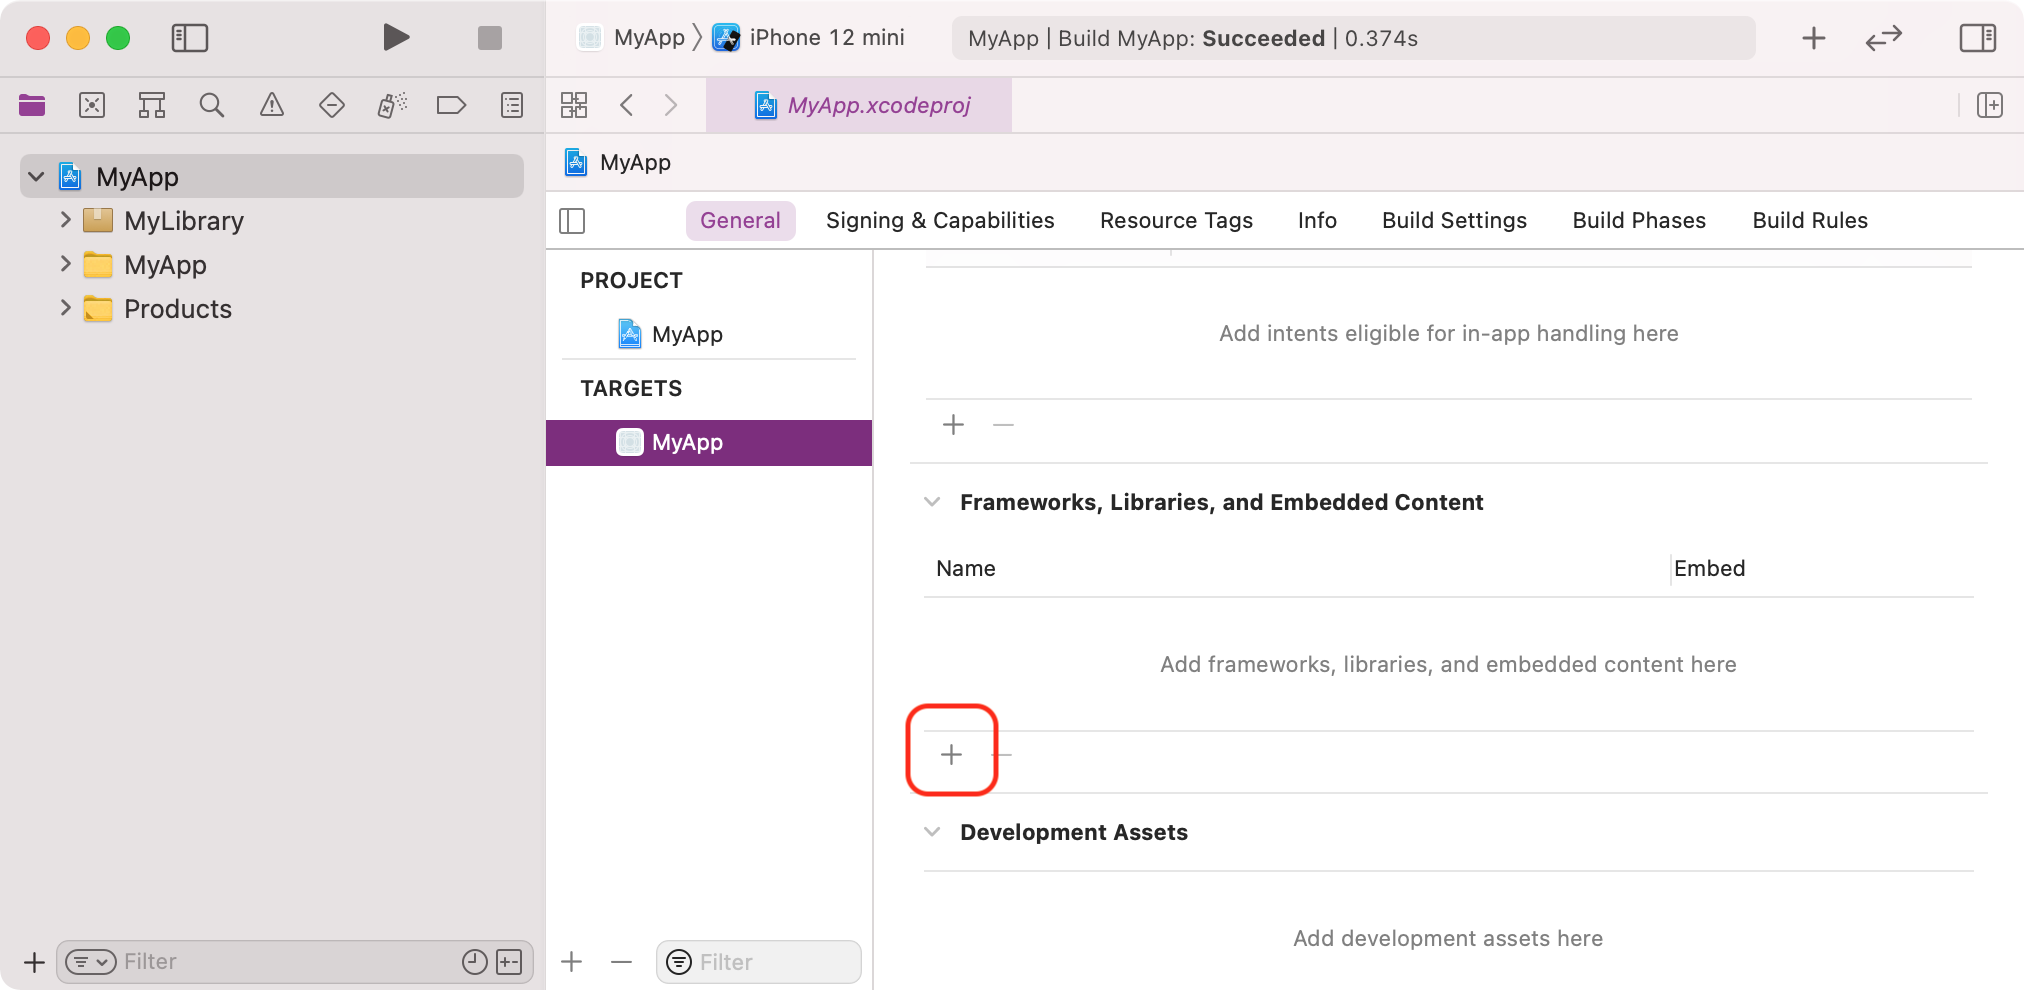 MyApp
iPhone 12 mini
MyApp | Build MyApp: Succeeded | 0.374s
MyApp.xcodeproj
MyApp
MyApp
MyLibrary
MyApp
Products
Filter
General
Signing & Capabilities
Resource Tags
Info
Build Settings
Build Phases
Build Rules
PROJECT
MyApp
TARGETS
MyApp
Filter
Add intents eligible for in-app handling here
Frameworks, Libraries, and Embedded Content
Name
Embed
Add frameworks, libraries, and embedded content here
Development Assets
Add development assets here